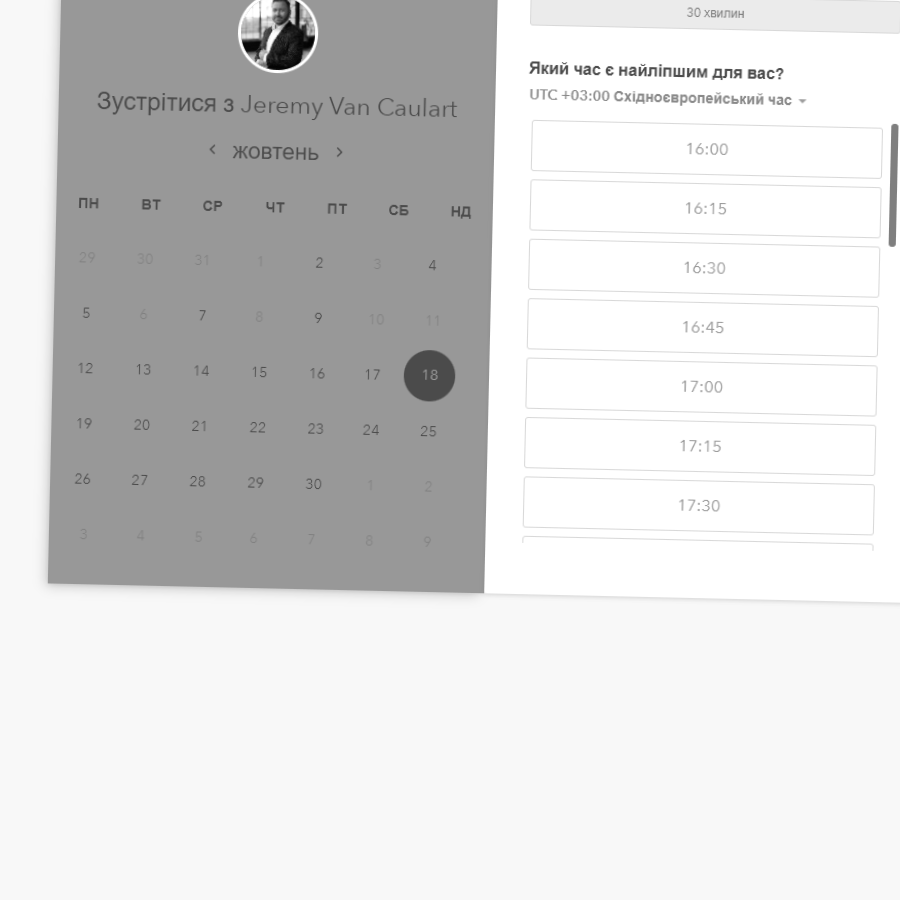 Зустрітися з Jeremy Van Caulart
жовтень
ПН ВТ СР ЧТ ПТ СБ НД
29 30 31 1 2 3 4
5 6 7 8 9 10 11
12 13 14 15 16 17 18
19 20 21 22 23 24 25
26 27 28 29 30 1 2
3 4 5 6 7 8 9
30 хвилин
Який час є найліпшим для вас?
UTC +03:00 Східноєвропейський час
16:00
16:15
16:30
16:45
17:00
17:15
17:30